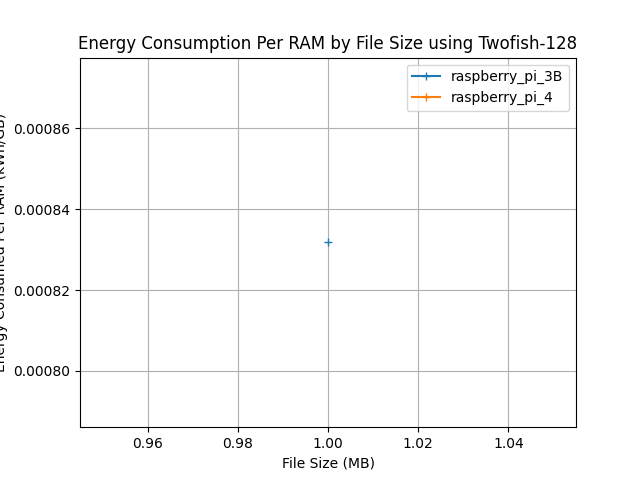 Energy Consumption Per RAM by File Size using Twofish-128
raspberry_pi_3B
raspberry_pi_4
Energy Consumed Per RAM (kWh/GB)
0.00086
0.00084
0.00082
0.00080
0.96
0.98
1.00
1.02
1.04
File Size (MB)